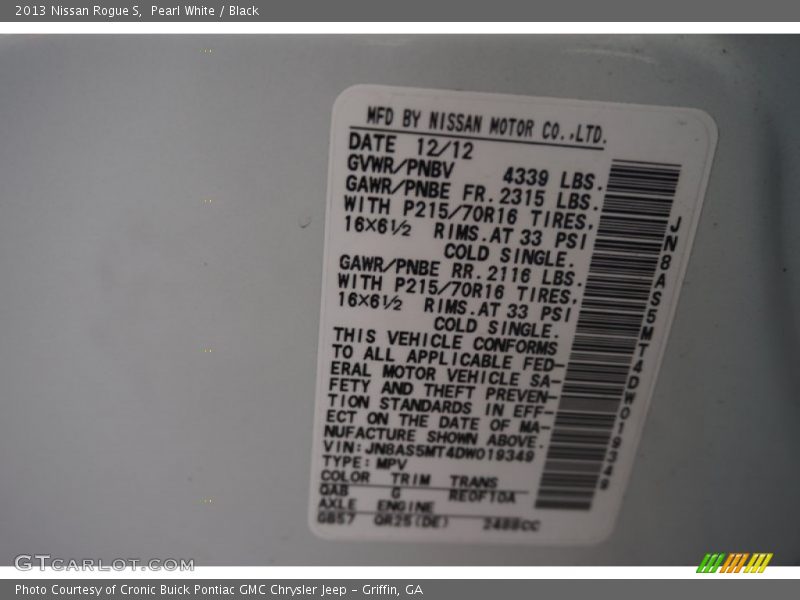 2013 Nissan Rogue S,  Pearl White / Black
MFD BY NISSAN MOTOR CO.,LTD.
DATE 12/12
GVWR/PNBV 4339 LBS.
GAWR/PNBE FR. 2315 LBS.
WITH P215/70R16 TIRES,
16X6½ RIMS.AT 33 PSI
COLD SINGLE.
GAWR/PNBE RR. 2116 LBS.
WITH P215/70R16 TIRES,
16X6½ RIMS.AT 33 PSI
COLD SINGLE.
THIS VEHICLE CONFORMS
TO ALL APPLICABLE FED-
ERAL MOTOR VEHICLE SA-
FETY AND THEFT PREVEN-
TION STANDARDS IN EFF-
ECT ON THE DATE OF MA-
NUFACTURE SHOWN ABOVE.
VIN:JN8AS5MT4DW019349
TYPE:MPV
COLOR TRIM TRANS
QAB G RE0F10A
AXLE ENGINE
GB57 QR25(DE) 2488CC
JN8AS5MT4DW019349
GTCarLot.com
Photo Courtesy of Cronic Buick Pontiac GMC Chrysler Jeep – Griffin, GA